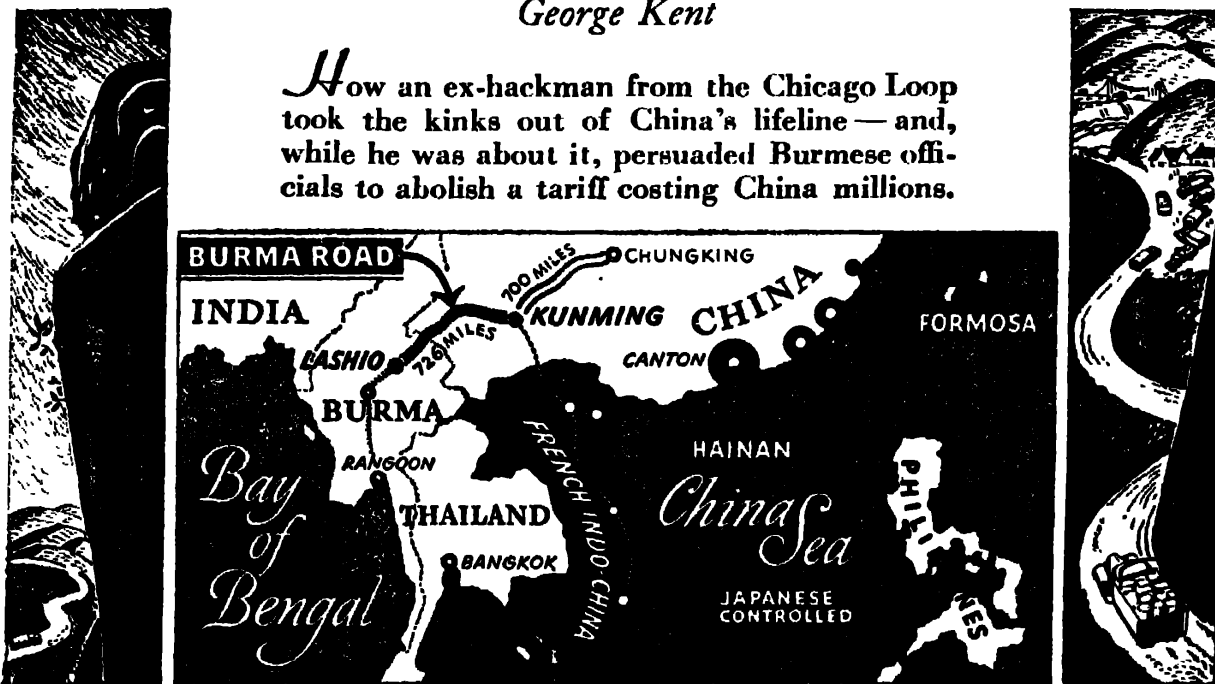 George Kent
How an ex-hackman from the Chicago Loop
took the kinks out of China's lifeline — and,
while he was about it, persuaded Burmese offi-
cials to abolish a tariff costing China millions.
BURMA ROAD
700 MILES
CHUNGKING
INDIA
KUNMING
CHINA
FORMOSA
LASHIO
726 MILES
CANTON
BURMA
FRENCH INDO CHINA
HAINAN
RANGOON
Bay
of
Bengal
China
Sea
THAILAND
BANGKOK
JAPANESE
CONTROLLED